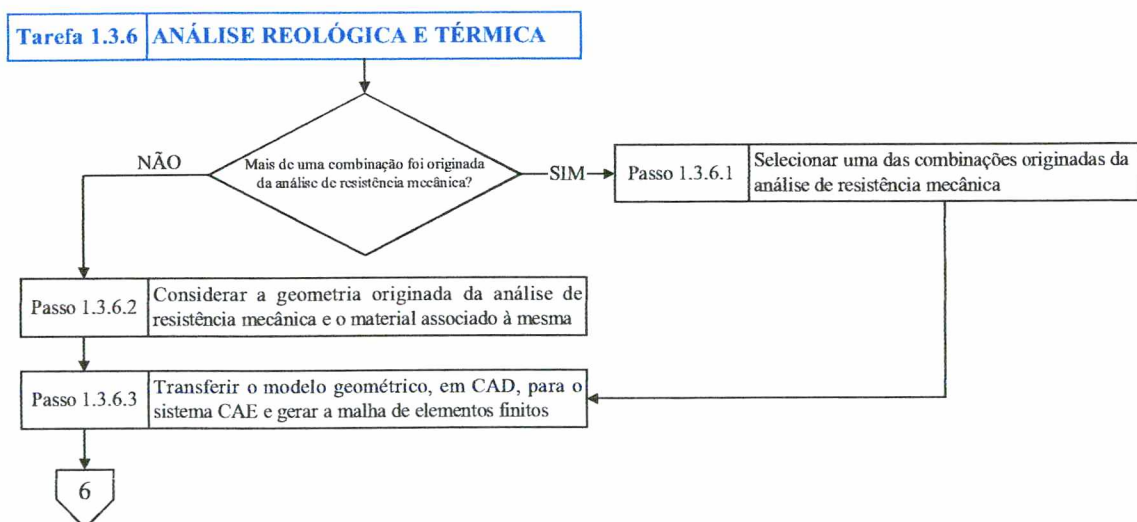 Tarefa 1.3.6 ANÁLISE REOLÓGICA E TÉRMICA
Mais de uma combinação foi originada
da análise de resistência mecânica?
NÃO
SIM
Passo 1.3.6.1
Selecionar uma das combinações originadas da
análise de resistência mecânica
Passo 1.3.6.2
Considerar a geometria originada da análise de
resistência mecânica e o material associado à mesma
Passo 1.3.6.3
Transferir o modelo geométrico, em CAD, para o
sistema CAE e gerar a malha de elementos finitos
6